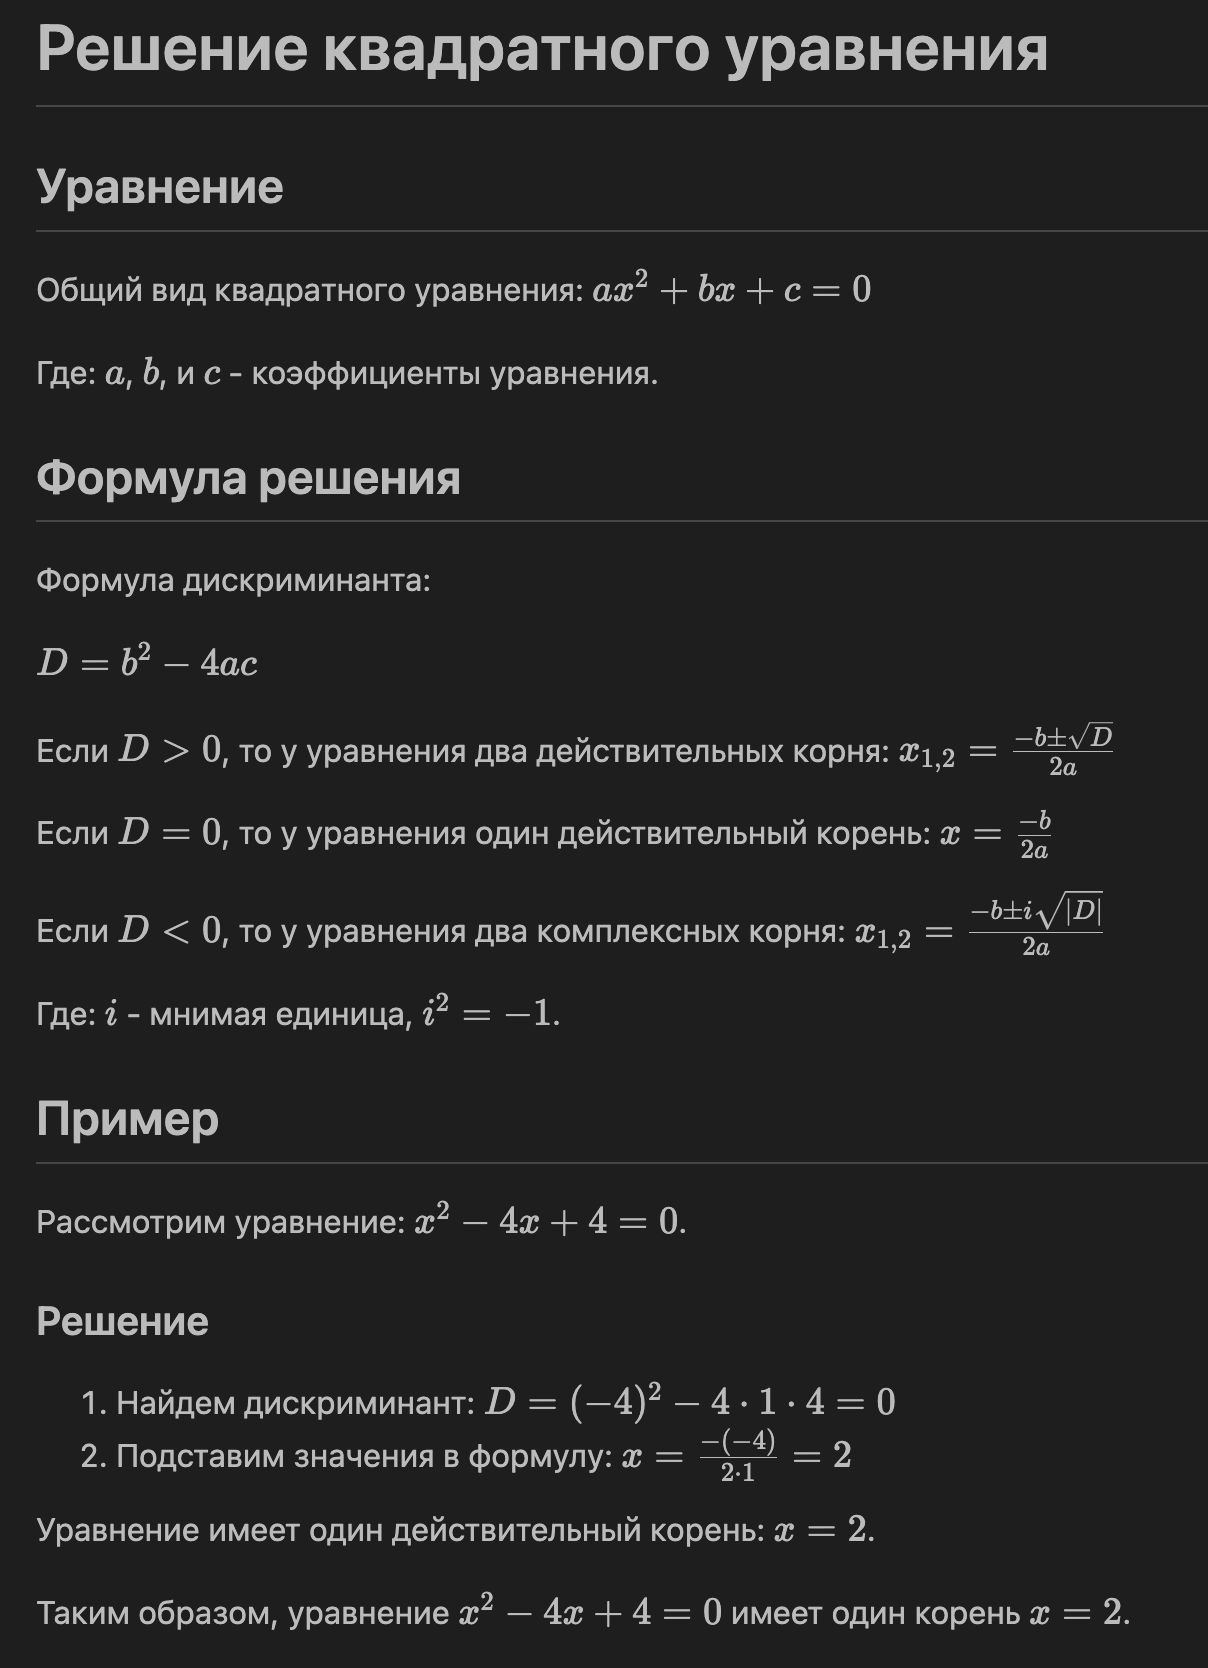 Решение квадратного уравнения
Уравнение
Общий вид квадратного уравнения: $ax^2 + bx + c = 0$
Где: $a$, $b$, и $c$ - коэффициенты уравнения.
Формула решения
Формула дискриминанта:
$D = b^2 - 4ac$
Если $D > 0$, то у уравнения два действительных корня: $x_{1,2} = \frac{-b \pm \sqrt{D}}{2a}$
Если $D = 0$, то у уравнения один действительный корень: $x = \frac{-b}{2a}$
Если $D < 0$, то у уравнения два комплексных корня: $x_{1,2} = \frac{-b \pm i\sqrt{|D|}}{2a}$
Где: $i$ - мнимая единица, $i^2 = -1$.
Пример
Рассмотрим уравнение: $x^2 - 4x + 4 = 0$.
Решение
1. Найдем дискриминант: $D = (-4)^2 - 4 \cdot 1 \cdot 4 = 0$
2. Подставим значения в формулу: $x = \frac{-(-4)}{2 \cdot 1} = 2$
Уравнение имеет один действительный корень: $x = 2$.
Таким образом, уравнение $x^2 - 4x + 4 = 0$ имеет один корень $x = 2$.